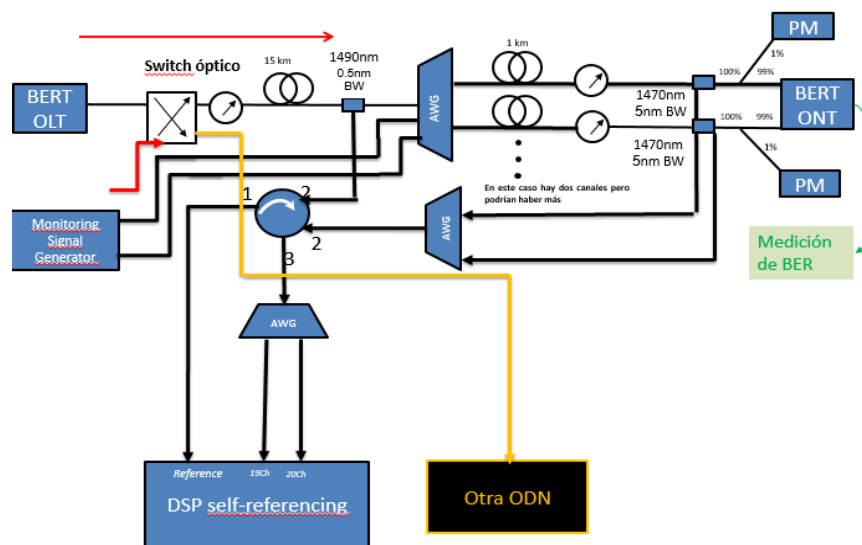 PM
1%
Switch óptico
15 km
1490nm
0.5nm
BW
1 km
100%
99%
BERT
OLT
AWG
1470nm
5nm BW
BERT
ONT
100%
99%
1470nm
5nm BW
1%
PM
En este caso hay dos canales pero
podrían haber más
1
2
2
3
Monitoring
Signal
Generator
AWG
Medición
de BER
AWG
Reference
19Ch
20Ch
DSP self-referencing
Otra ODN